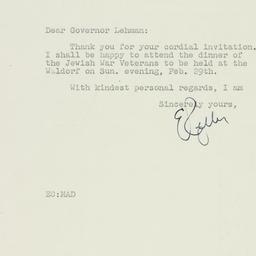 Dear Governor Lehman:
Thank you for your cordial invitation.
I shall be happy to attend the dinner of
the Jewish War Veterans to be held at the
Waldorf on Sun. evening, Feb. 29th.
With kindest personal regards, I am
Sincerely yours,
EC:MAD